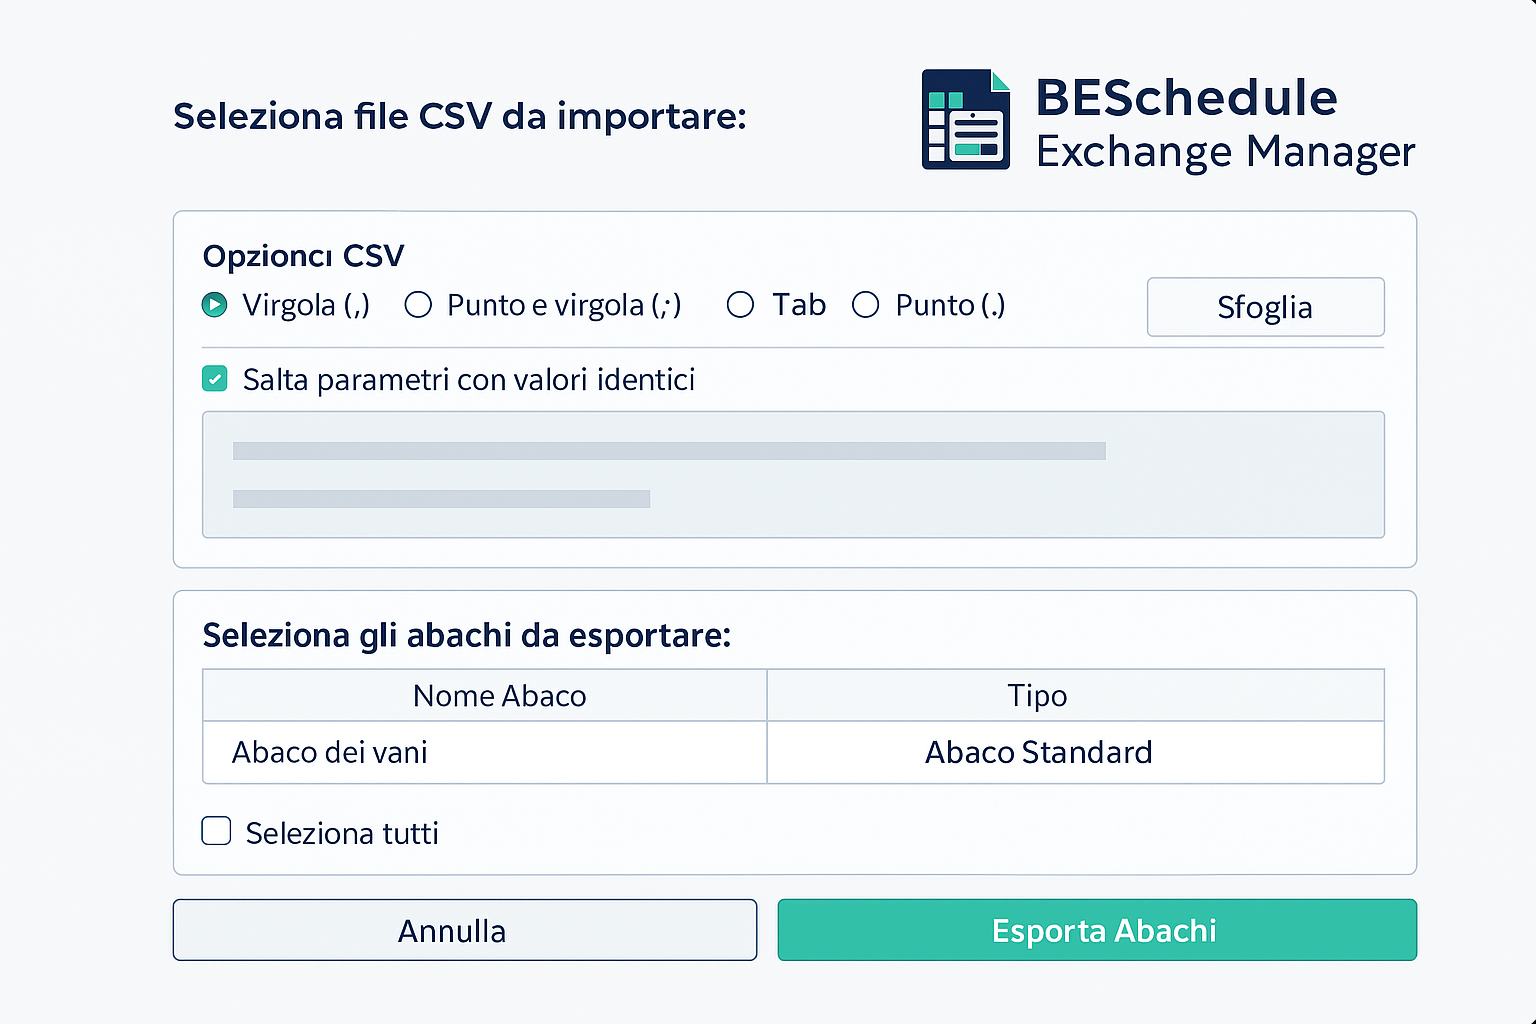 Seleziona file CSV da importare:
BESchedule
Exchange Manager
Opzioncı CSV
Virgola (,)
Punto e virgola (;)
Tab
Punto (.)
Sfoglia
Salta parametri con valori identici
Seleziona gli abachi da esportare:
Nome Abaco
Tipo
Abaco dei vani
Abaco Standard
Seleziona tutti
Annulla
Esporta Abachi